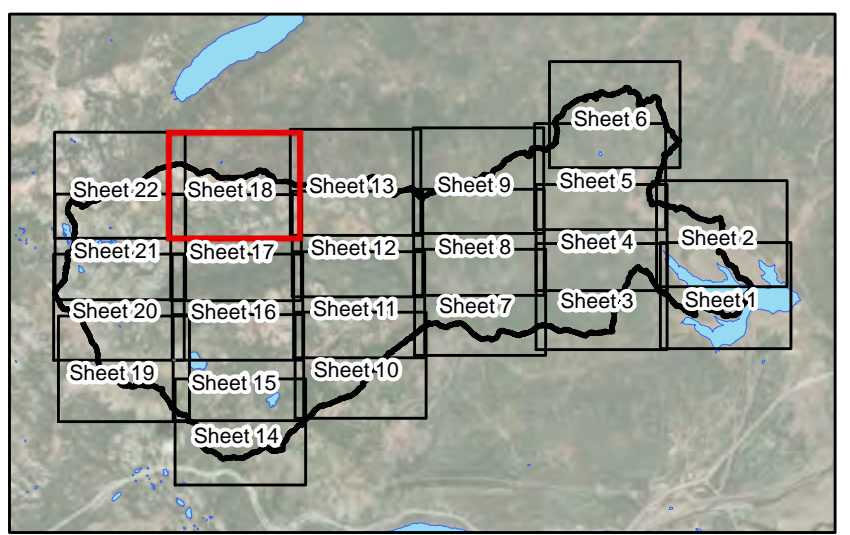 Sheet 6
Sheet 22
Sheet 18
Sheet 13
Sheet 9
Sheet 5
Sheet 21
Sheet 17
Sheet 12
Sheet 8
Sheet 4
Sheet 2
Sheet 20
Sheet 16
Sheet 11
Sheet 7
Sheet 3
Sheet 1
Sheet 19
Sheet 15
Sheet 10
Sheet 14